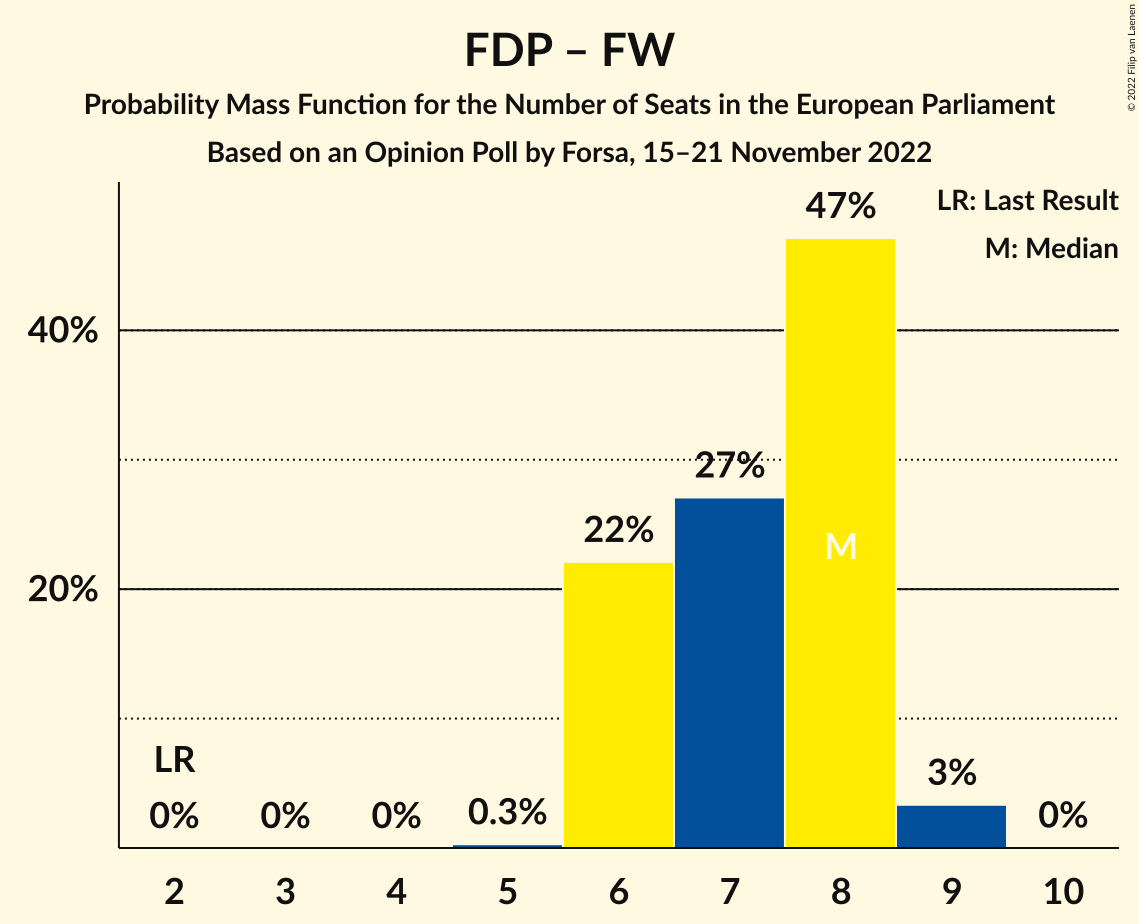 FDP – FW
Probability Mass Function for the Number of Seats in the European Parliament
Based on an Opinion Poll by Forsa, 15–21 November 2022
© 2022 Filip van Laenen
LR: Last Result
M: Median
47%
40%
27%
22%
M
20%
LR
0%
0%
0%
0.3%
3%
0%
2 3 4 5 6 7 8 9 10